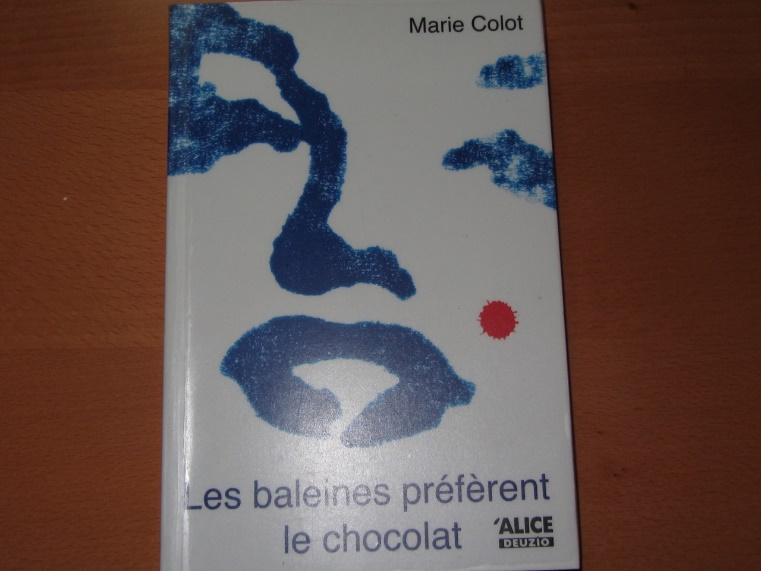 Marie Colot
Les baleines préfèrent
le chocolat
'ALICE
DEUZIO